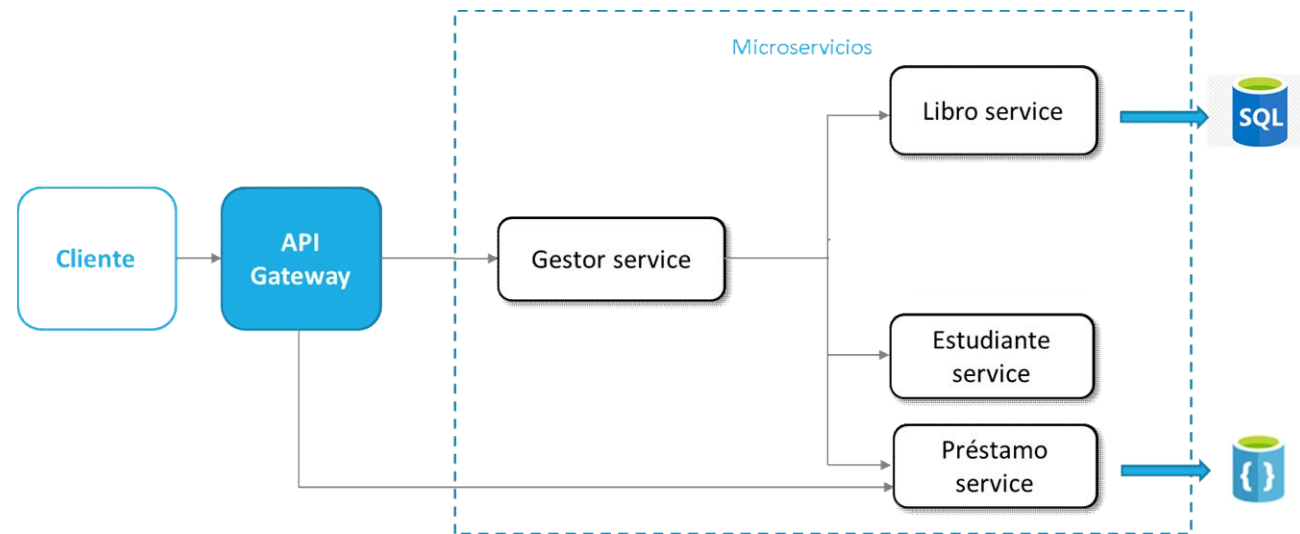 Microservicios
Libro service
SQL
Cliente
API
Gateway
Gestor service
Estudiante
service
Préstamo
service
{ }